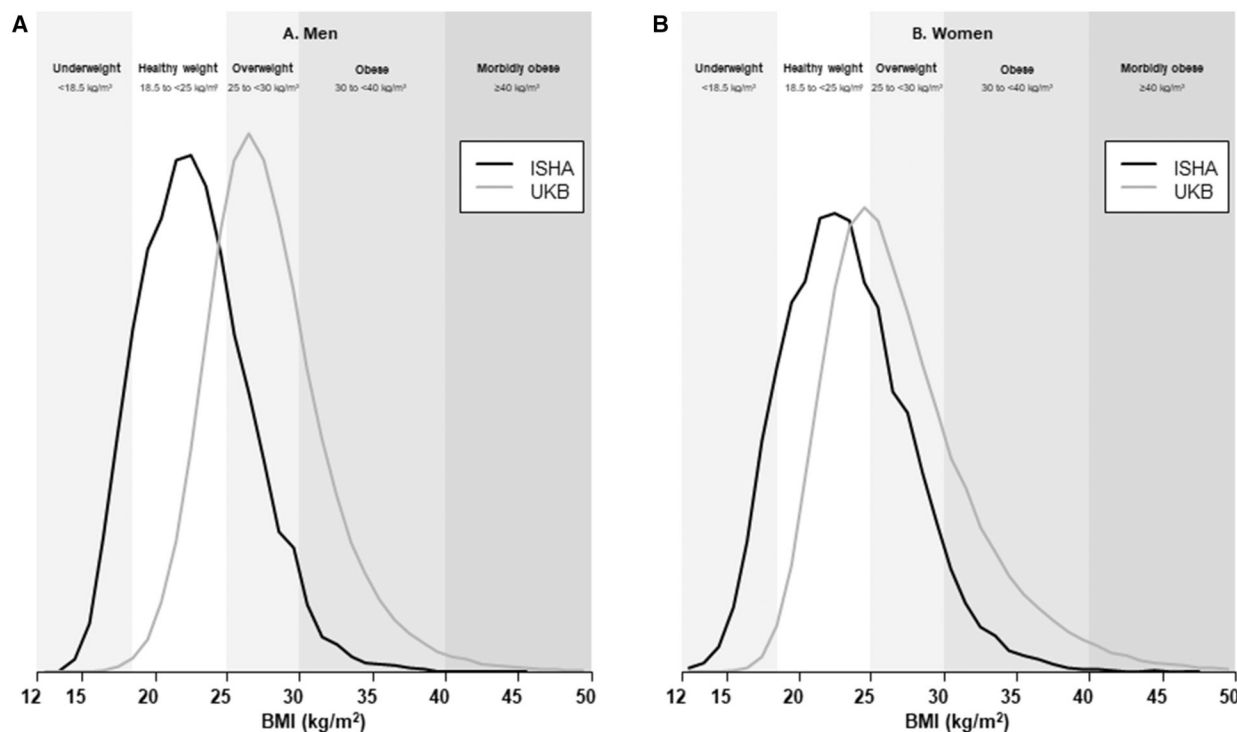 A
A. Men
Underweight Healthy weight Overweight Obese Morbidly obese
<18.5 kg/m² 18.5 to <25 kg/m² 25 to <30 kg/m² 30 to <40 kg/m² ≥40 kg/m²
ISHA
UKB
12 15 20 25 30 35 40 45 50
BMI (kg/m²)
B
B. Women
Underweight Healthy weight Overweight Obese Morbidly obese
<18.5 kg/m² 18.5 to <25 kg/m² 25 to <30 kg/m² 30 to <40 kg/m² ≥40 kg/m²
ISHA
UKB
12 15 20 25 30 35 40 45 50
BMI (kg/m²)